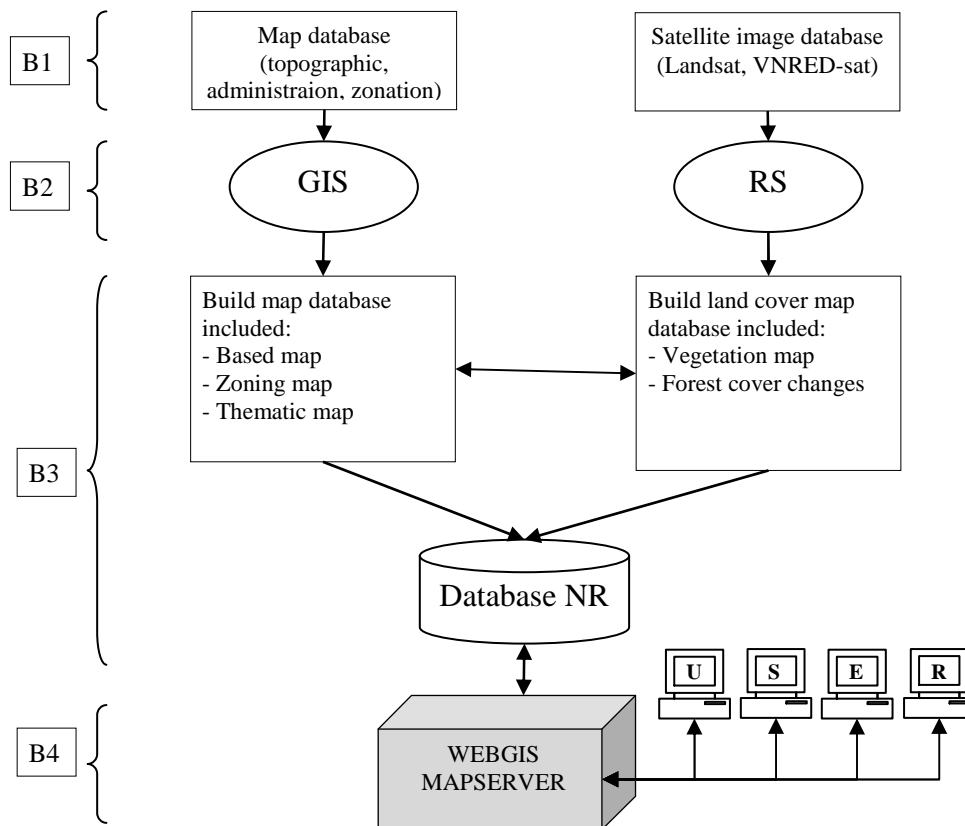 B1
Map database
(topographic,
administraion, zonation)
Satellite image database
(Landsat, VNRED-sat)
B2
GIS
RS
B3
Build map database
included:
- Based map
- Zoning map
- Thematic map
Build land cover map
database included:
- Vegetation map
- Forest cover changes
Database NR
U S E R
B4
WEBGIS
MAPSERVER